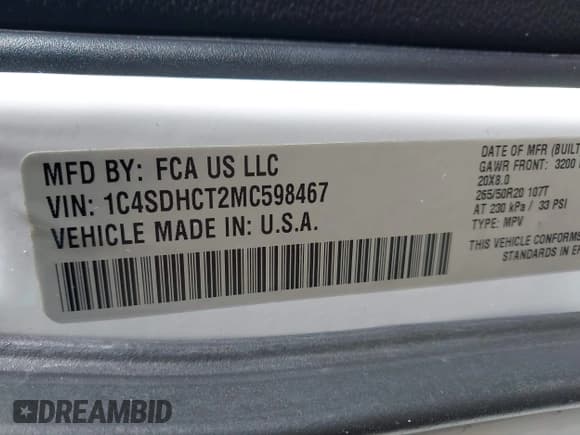 MFD BY: FCA US LLC
VIN: 1C4SDHCT2MC598467
VEHICLE MADE IN: U.S.A.
DATE OF MFR (BUILT
GAWR FRONT: 3200
20X8.0
265/50R20 107T
AT 230 kPa / 33 PSI
TYPE: MPV
THIS VEHICLE CONFORMS
STANDARDS IN
DREAMBID